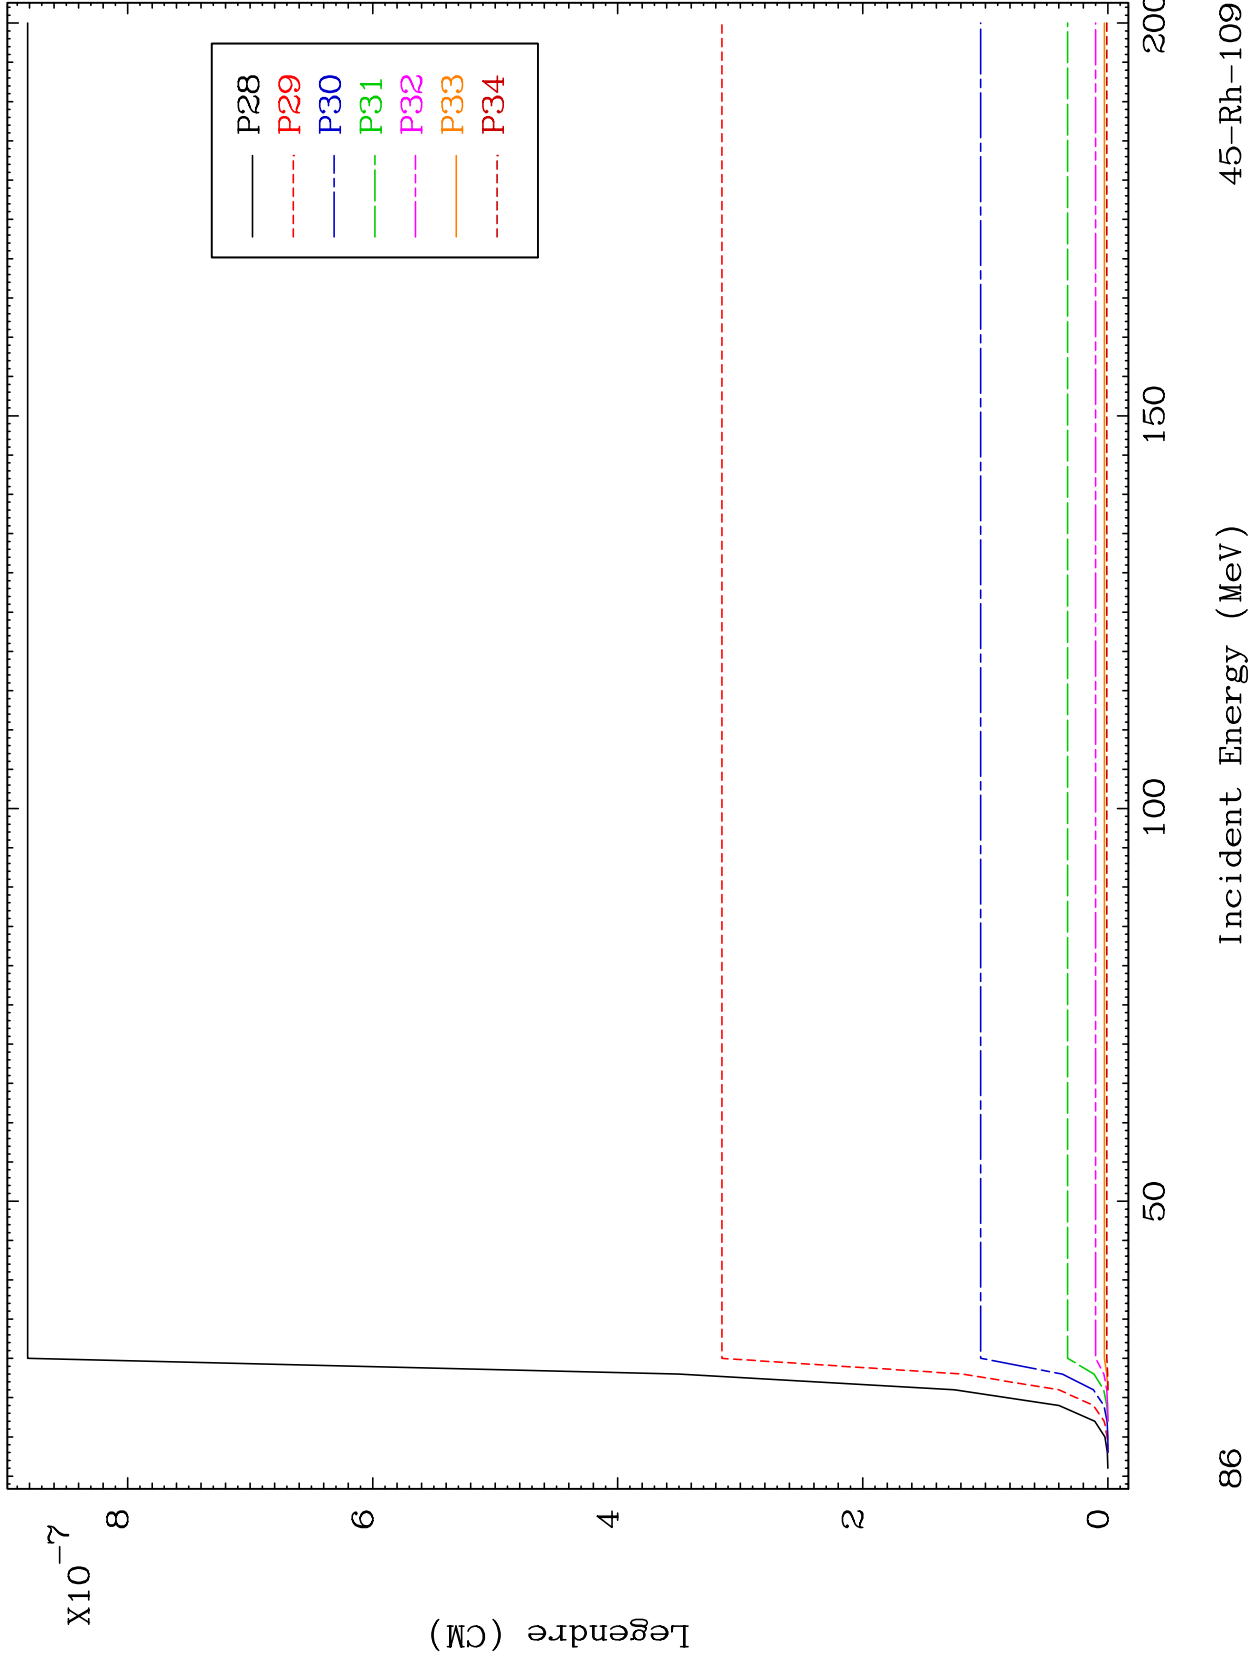 X10-7
Legendre (CM)
8
6
4
2
0
P28
P29
P30
P31
P32
P33
P34
50
100
150
200
86
Incident Energy (MeV)
45-Rh-109